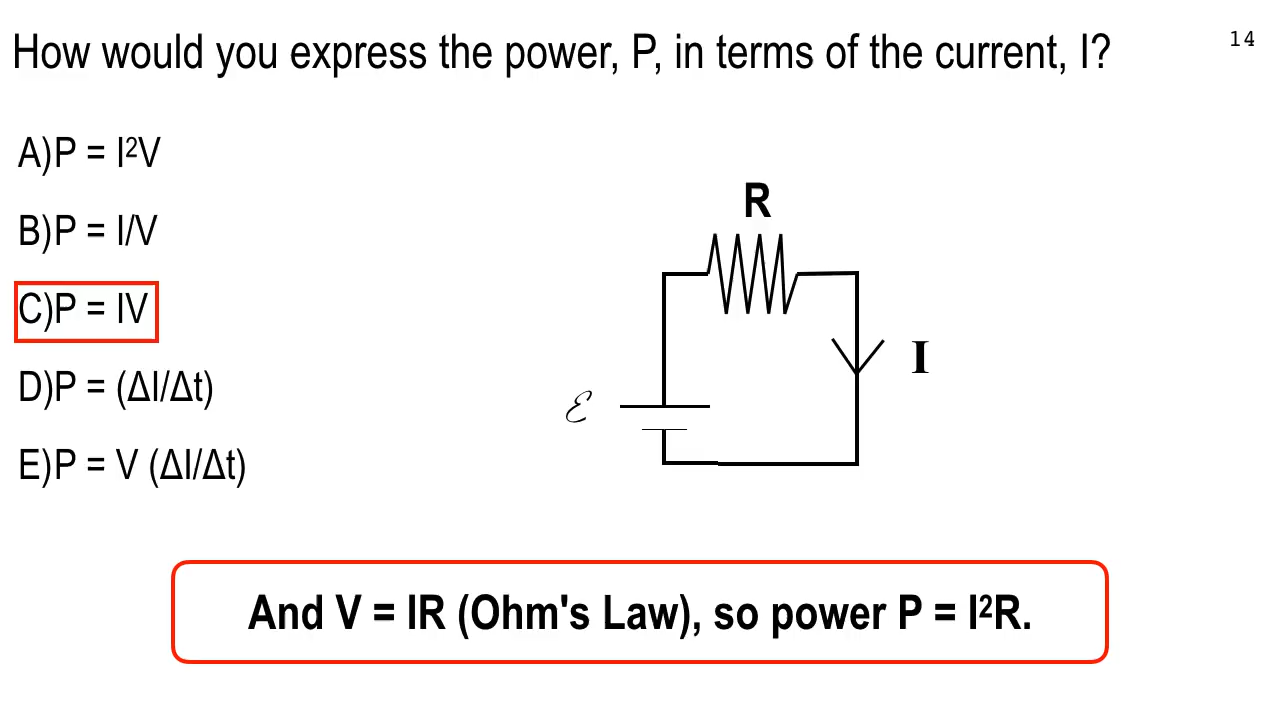 How would you express the power, P, in terms of the current, I?
14
A)P = I²V
B)P = I/V
C)P = IV
D)P = (ΔI/Δt)
E)P = V (ΔI/Δt)
R
I
ℰ
And V = IR (Ohm's Law), so power P = I²R.